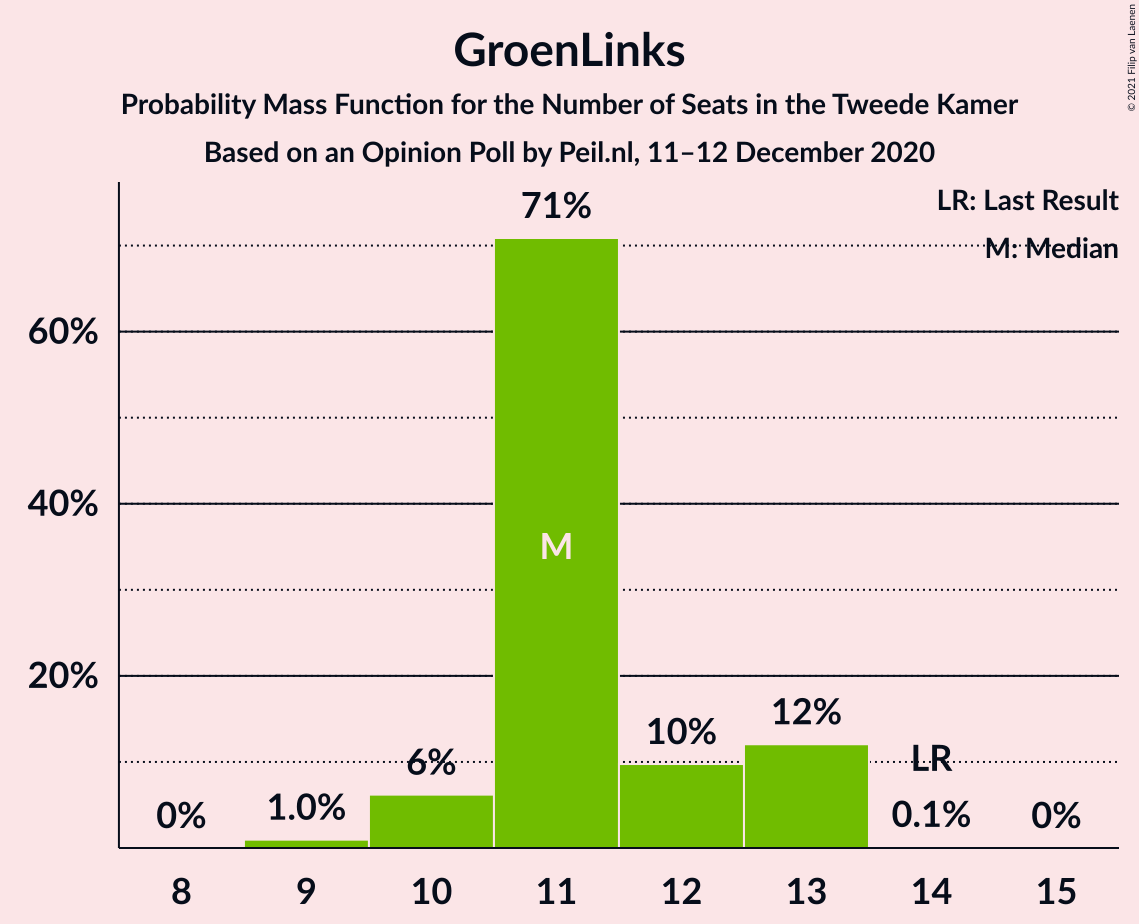 GroenLinks
Probability Mass Function for the Number of Seats in the Tweede Kamer
Based on an Opinion Poll by Peil.nl, 11–12 December 2020
© 2021 Filip van Laenen
LR: Last Result
M: Median
60%
40%
20%
0%
1.0%
6%
71%
M
10%
12%
LR
0.1%
0%
8 9 10 11 12 13 14 15